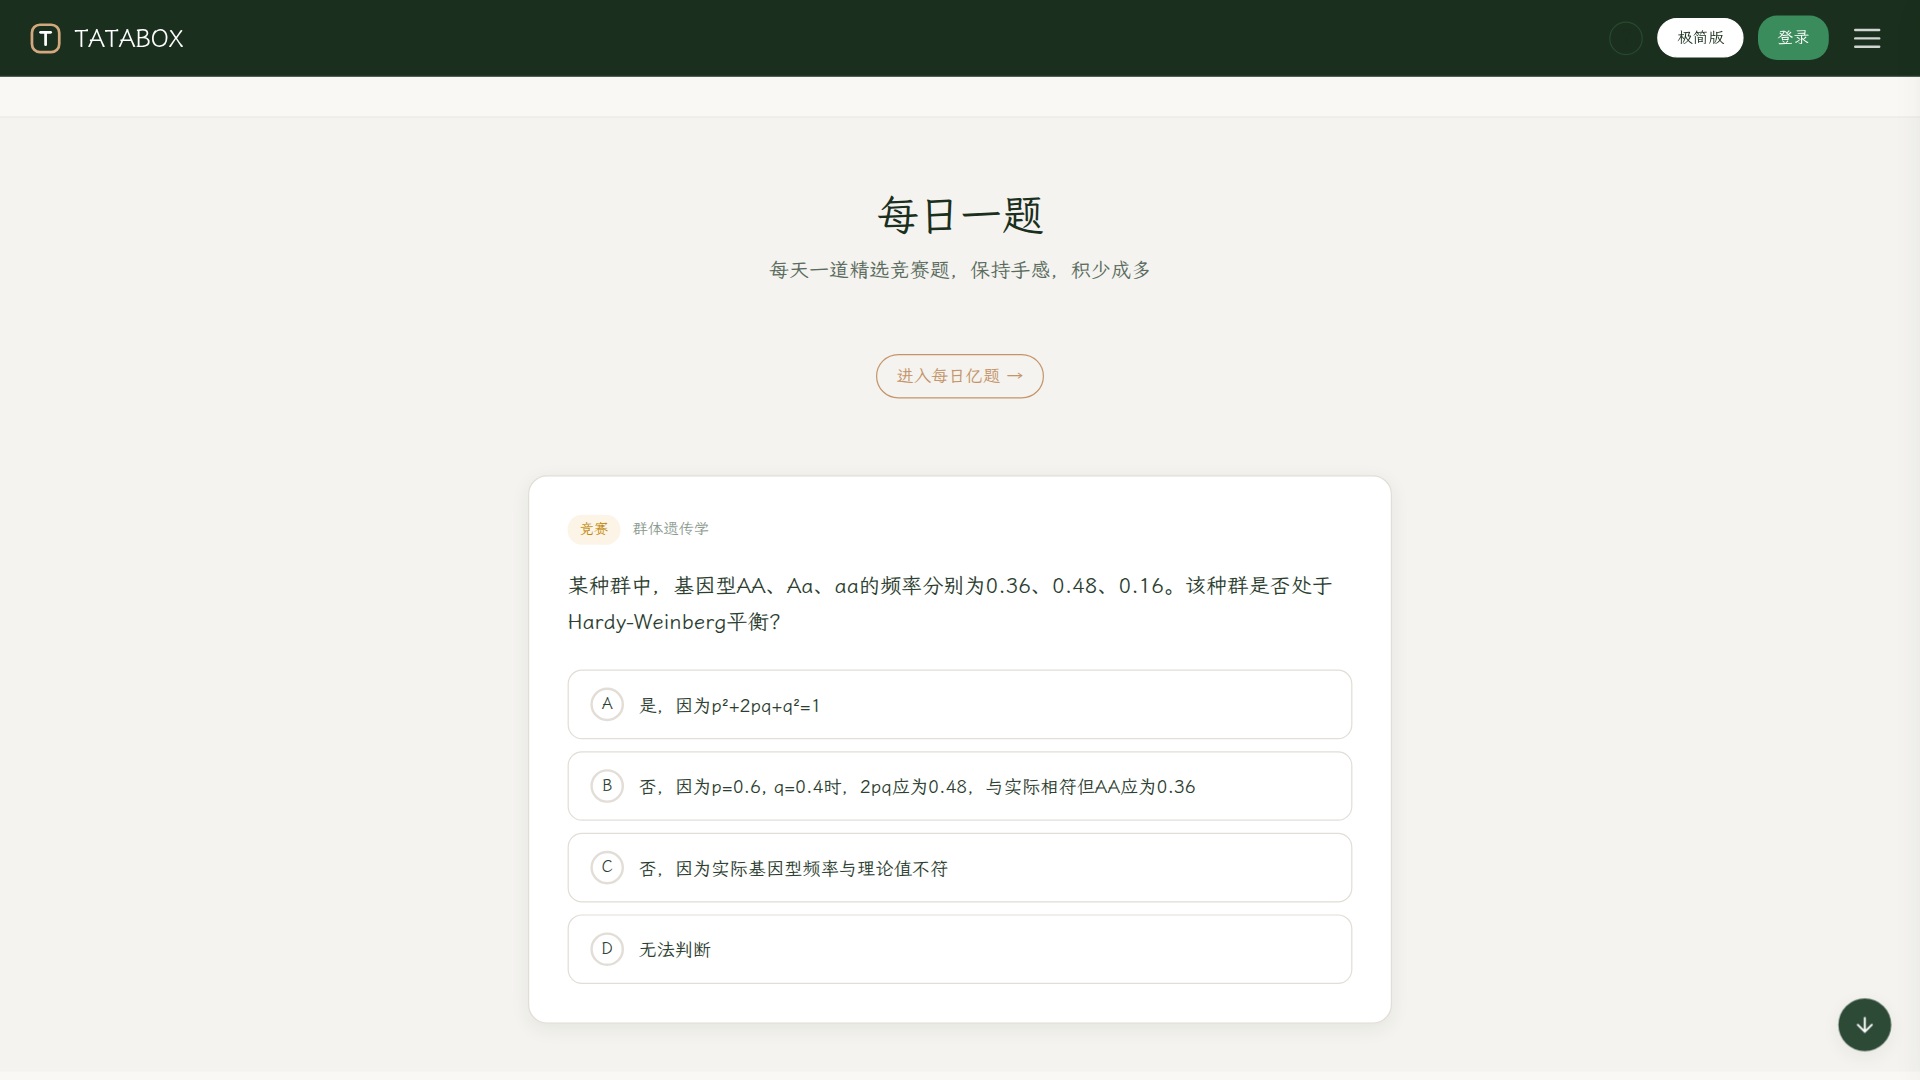 TATABOX
极简版
登录
每日一题
每天一道精选竞赛题，保持手感，积少成多
进入每日亿题 →
竞赛 群体遗传学
某种群中，基因型AA、Aa、aa的频率分别为0.36、0.48、0.16。该种群是否处于
Hardy-Weinberg平衡？
A 是，因为p²+2pq+q²=1
B 否，因为p=0.6, q=0.4时，2pq应为0.48，与实际相符但AA应为0.36
C 否，因为实际基因型频率与理论值不符
D 无法判断